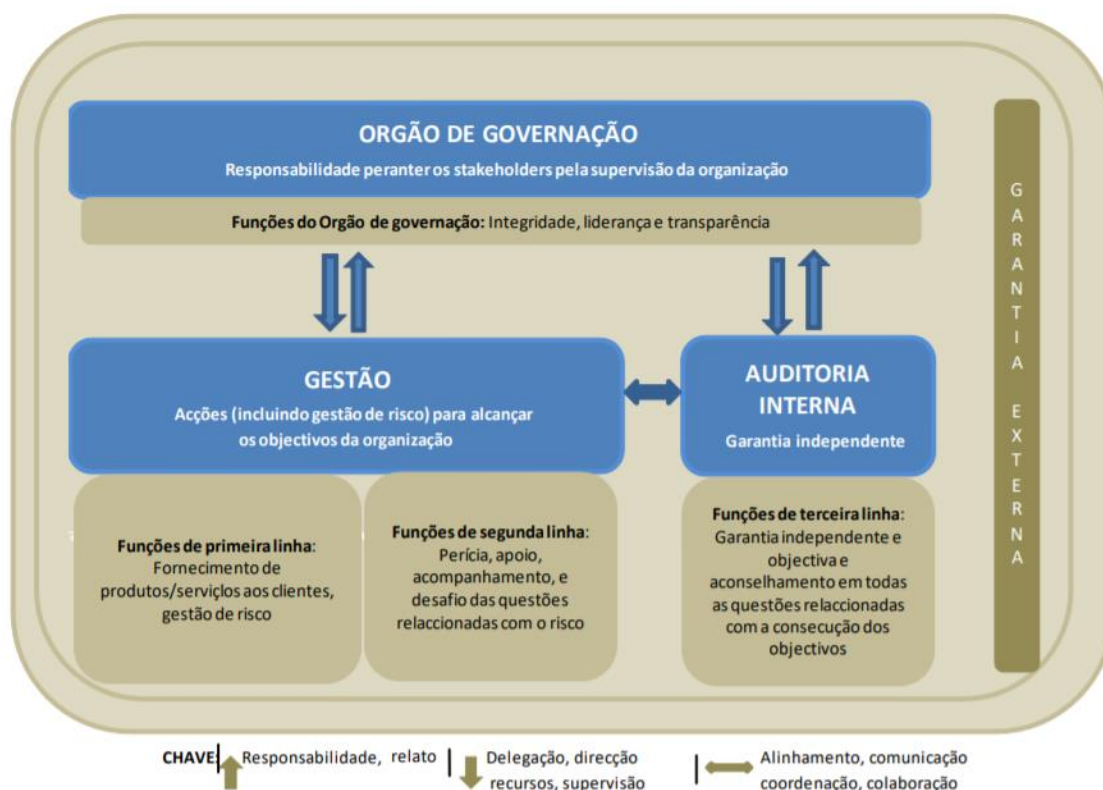 ORGÃO DE GOVERNAÇÃO
Responsabilidade peranter os stakeholders pela supervisão da organização
Funções do Orgão de governação: Integridade, liderança e transparência
GESTÃO
Acções (incluindo gestão de risco) para alcançar
os objectivos da organização
AUDITORIA
INTERNA
Garantia independente
Funções de primeira linha:
Fornecimento de
produtos/serviçlos aos clientes,
gestão de risco
Funções de segunda linha:
Perícia, apoio,
acompanhamento, e
desafio das questões
relaccionadas com o risco
Funções de terceira linha:
Garantia independente e
objectiva e
aconselhamento em todas
as questões relaccionadas
com a consecução dos
objectivos
GARANTIA EXTERNA
CHAVE: Responsabilidade, relato
Delegação, direcção
recursos, supervisão
Alinhamento, comunicação
coordenação, colaboração